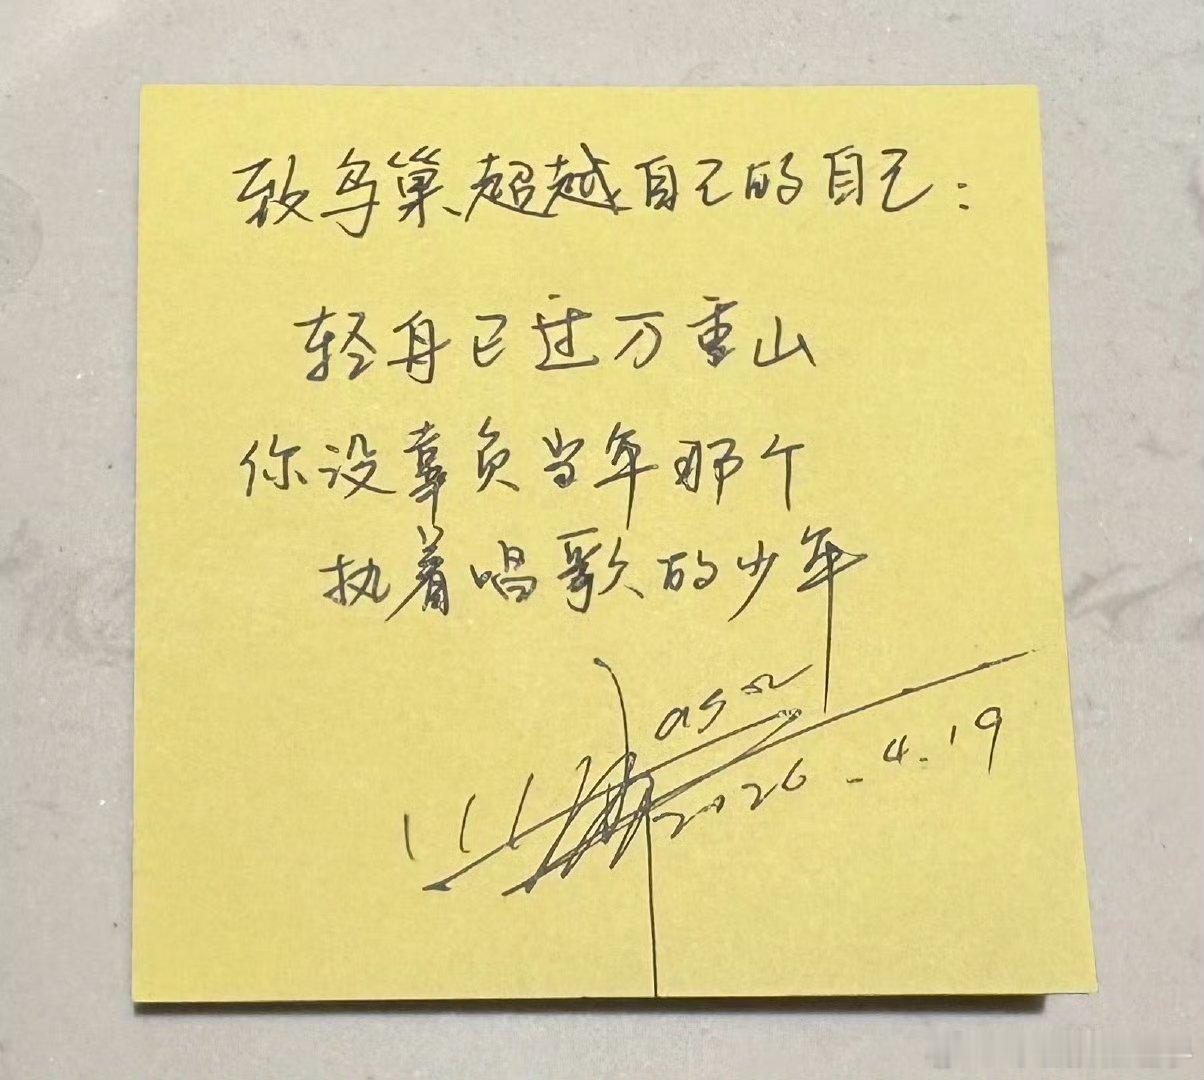 致鸟巢超越自己的自己：
轻舟已过万重山
你没辜负当年那个
执着唱歌的少年
2026.4.19